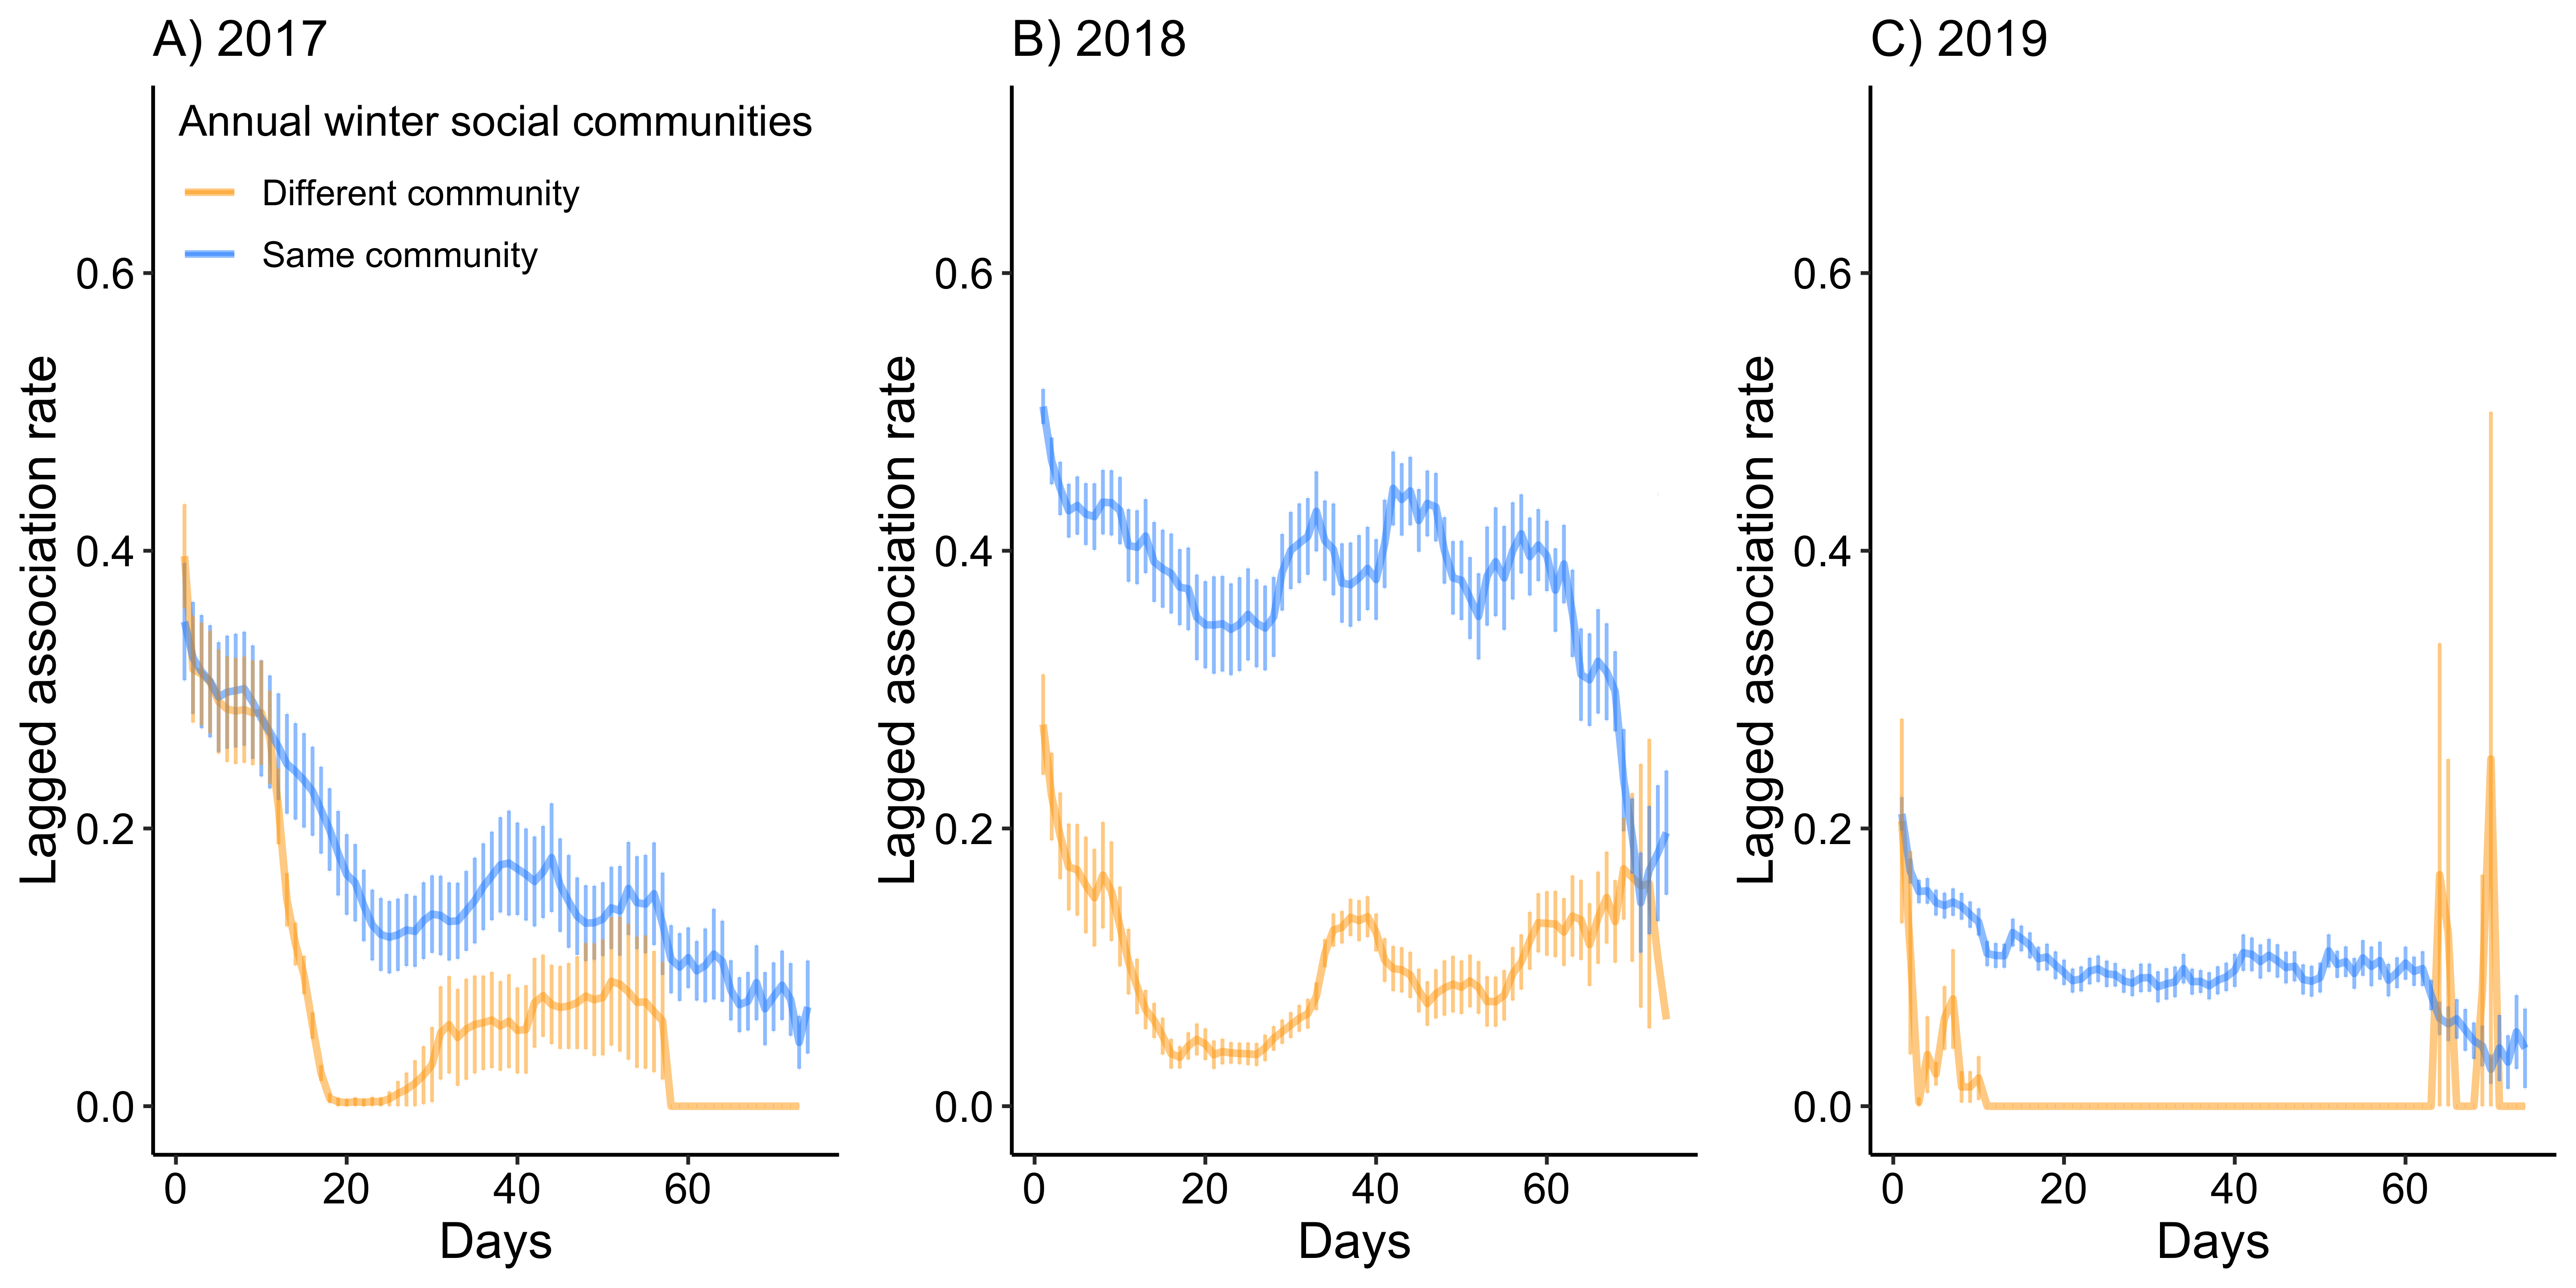 A) 2017
Annual winter social communities
Different community
Same community
Lagged association rate
0.6
0.4
0.2
0.0
0 20 40 60
Days
B) 2018
Lagged association rate
0.6
0.4
0.2
0.0
0 20 40 60
Days
C) 2019
Lagged association rate
0.6
0.4
0.2
0.0
0 20 40 60
Days